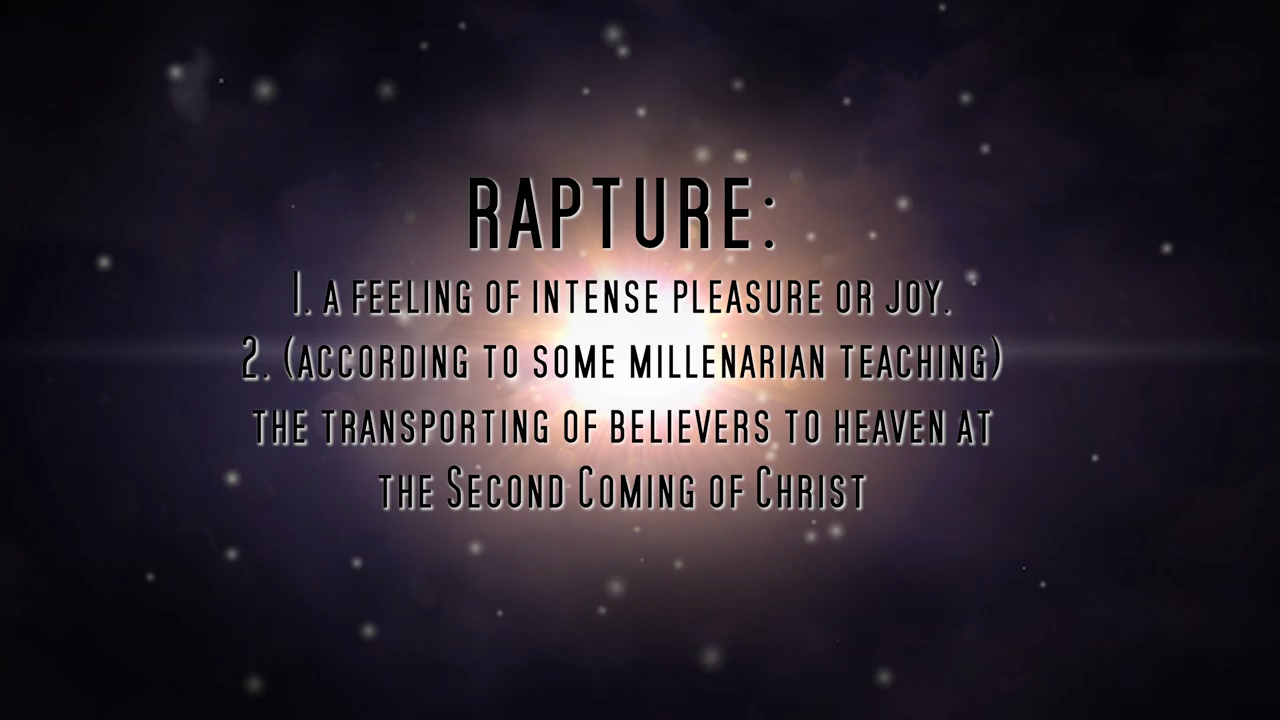 RAPTURE:
1. A FEELING OF INTENSE PLEASURE OR JOY.
2. (ACCORDING TO SOME MILLENARIAN TEACHING)
THE TRANSPORTING OF BELIEVERS TO HEAVEN AT
THE SECOND COMING OF CHRIST